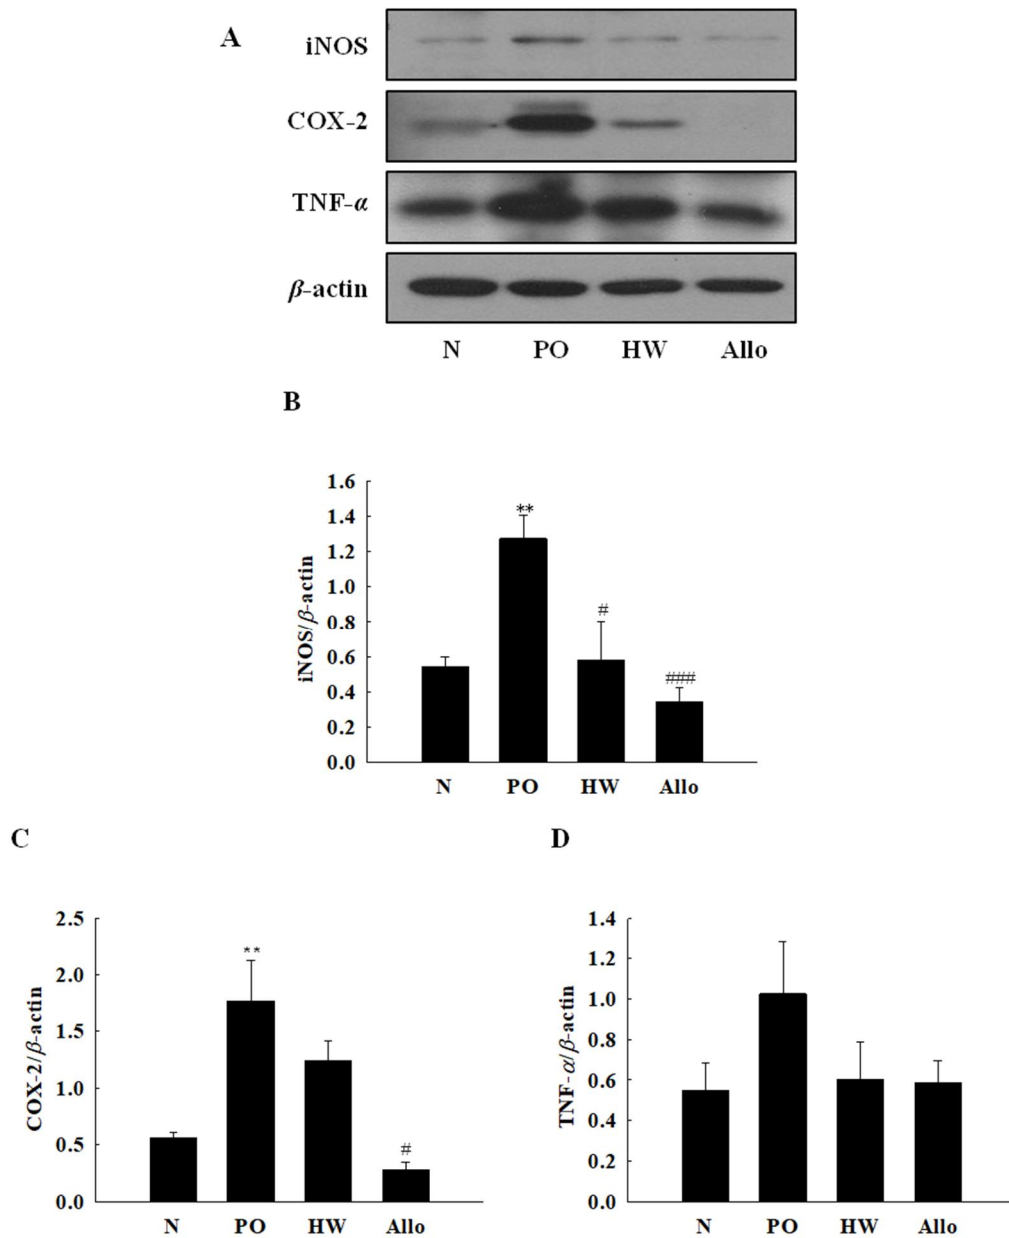 A
iNOS
COX-2
TNF-α
β-actin
N PO HW Allo
B
iNOS/β-actin
1.6
1.4
1.2
1.0
0.8
0.6
0.4
0.2
0.0
**
#
###
N PO HW Allo
C
COX-2/β-actin
2.5
2.0
1.5
1.0
0.5
0.0
**
#
N PO HW Allo
D
TNF-α/β-actin
1.4
1.2
1.0
0.8
0.6
0.4
0.2
0.0
N PO HW Allo